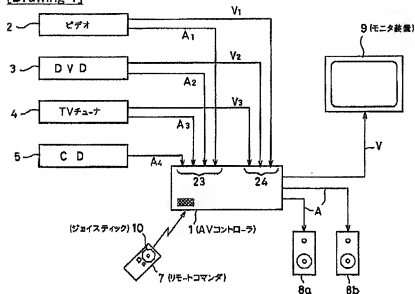 [Drawing 1]
2 ビデオ V1
A1
9(モニタ装置)
3 DVD V2
A2
4 TVチューナ V3
A3
5 CD A4
23 24
V
A
(ジョイスティック)10 1(AVコントローラ)
7(リモートコマンダ)
8a 8b